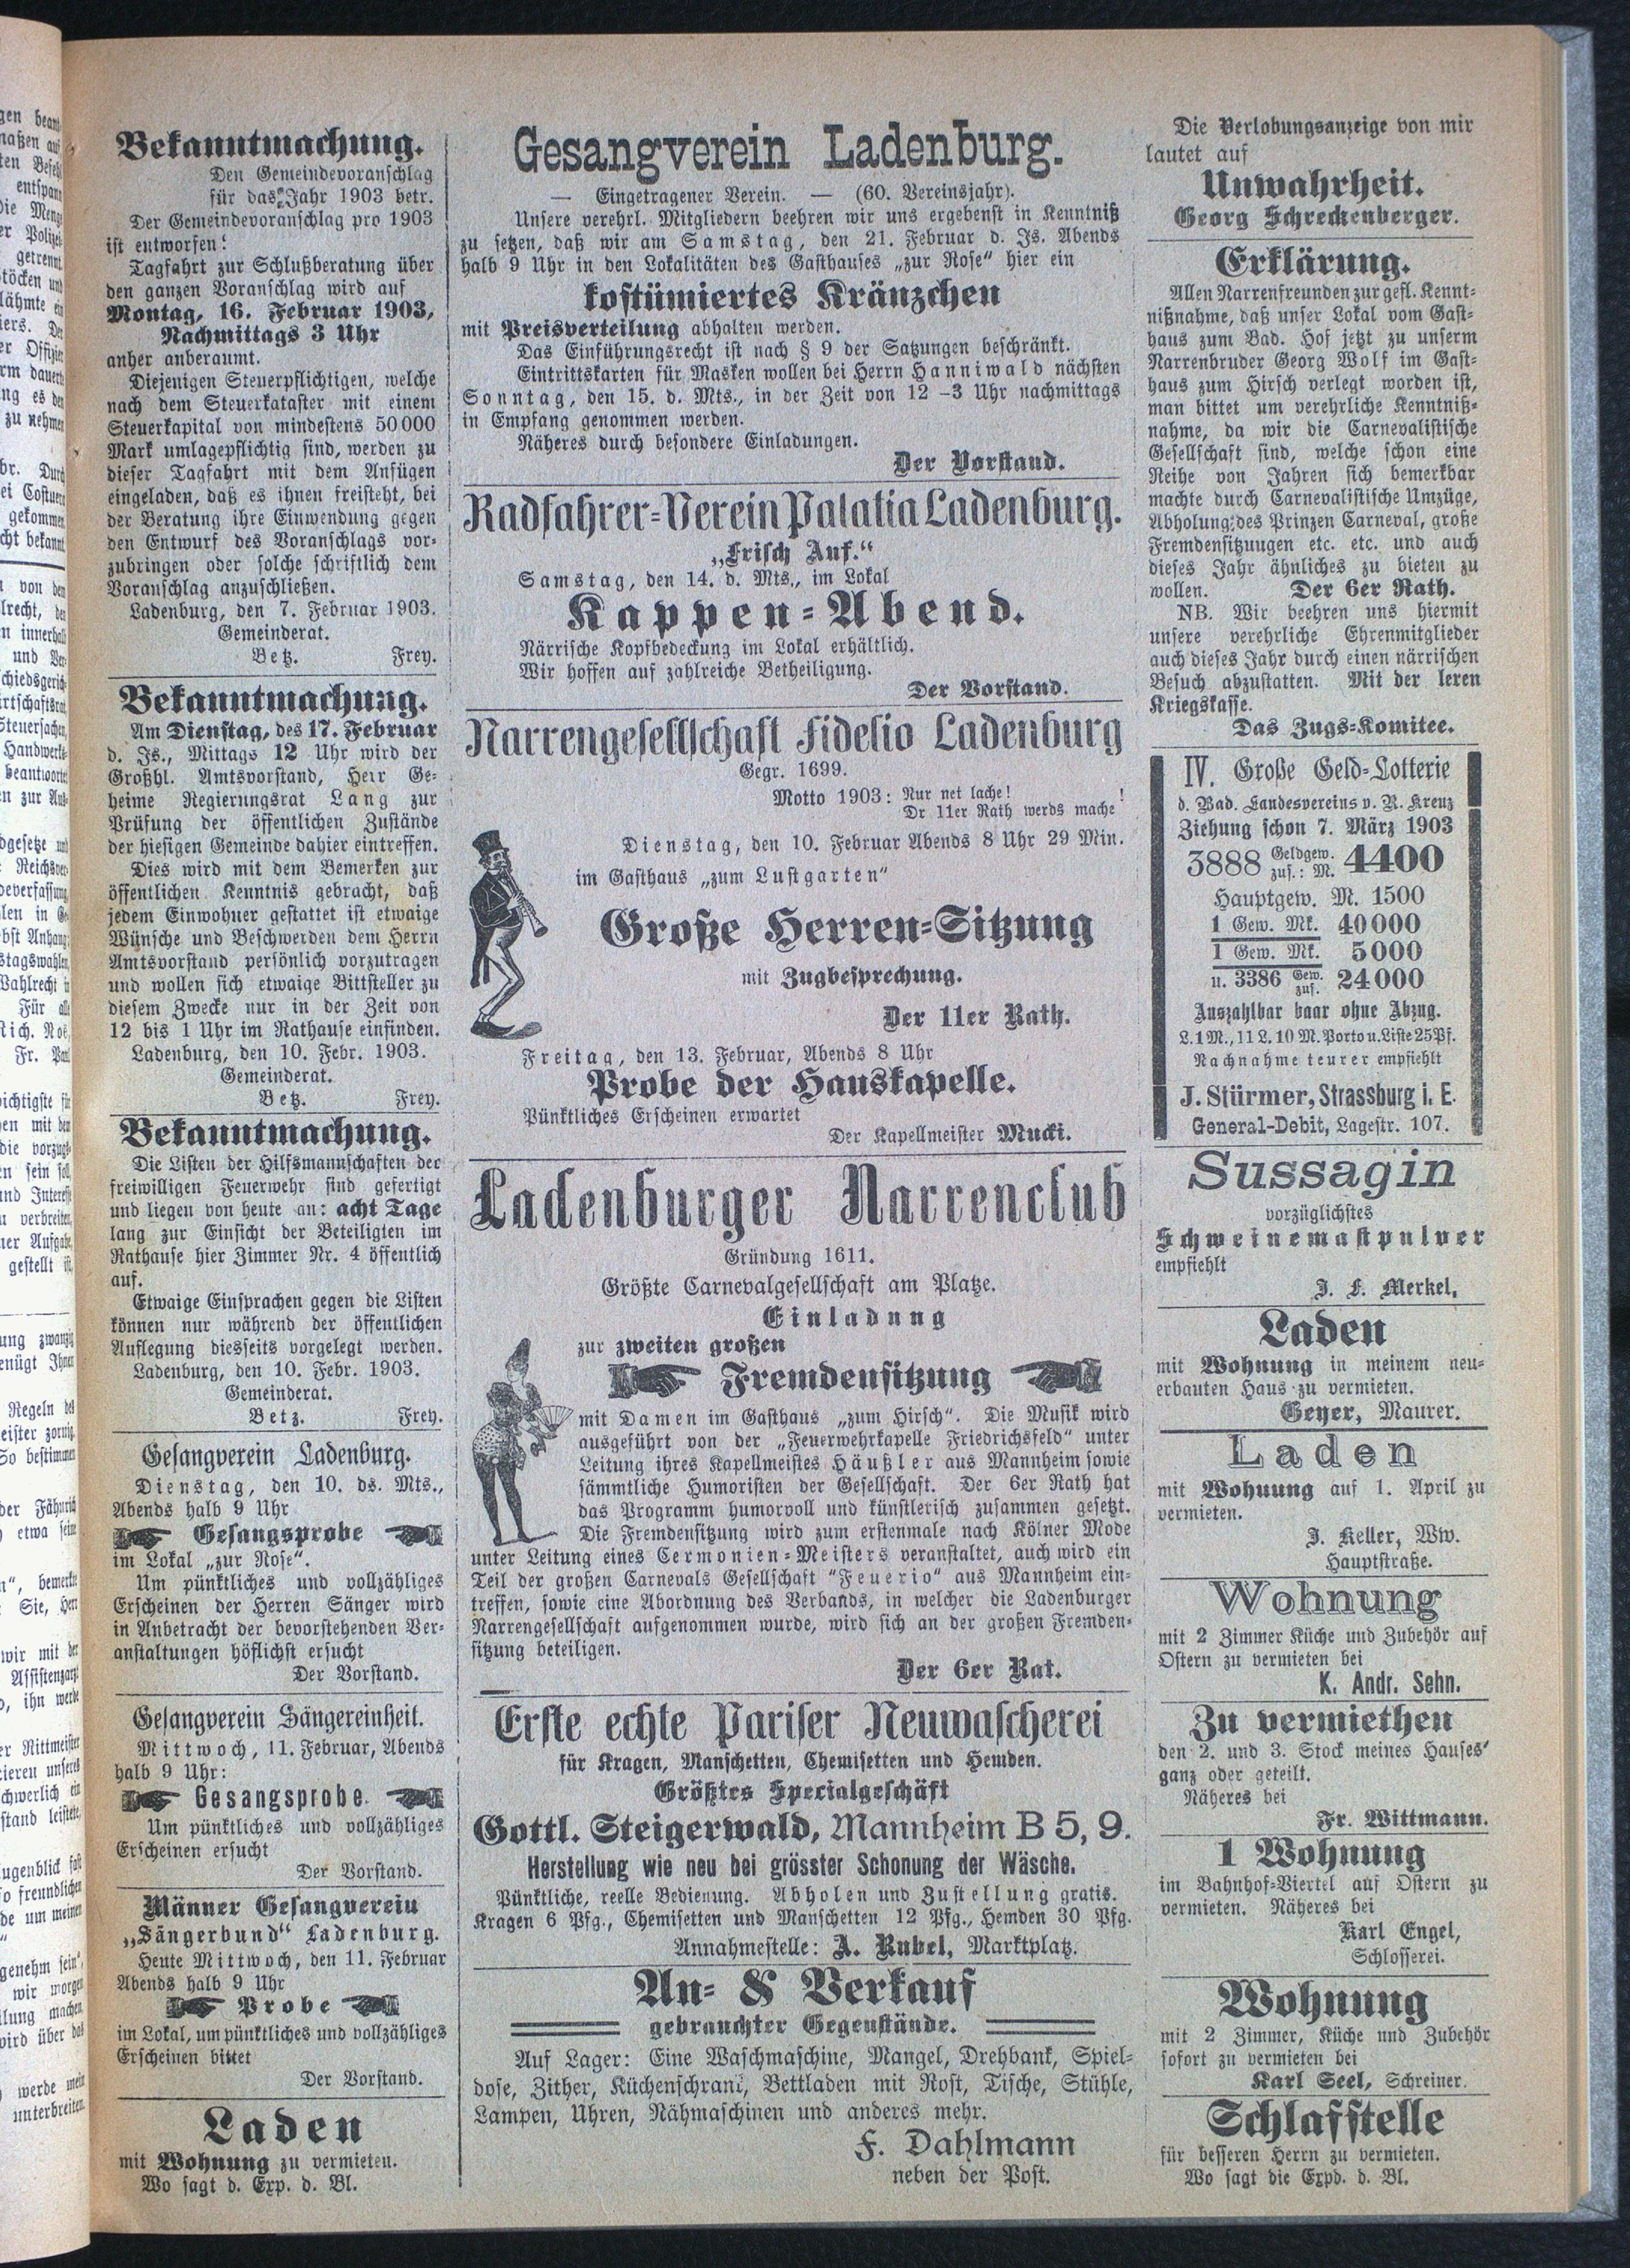 Bekanntmachung.
Den Gemeindevoranschlag
für das Jahr 1903 betr.
Der Gemeindevoranschlag pro 1903
ist entworfen!
Tagfahrt zur Schlußberatung über
den ganzen Voranschlag wird auf
Montag, 16. Februar 1903,
Nachmittags 3 Uhr
anher anberaumt.
Diejenigen Steuerpflichtigen, welche
nach dem Steuerkataster mit einem
Steuerkapital von mindestens 50000
Mark umlagepflichtig sind, werden zu
dieser Tagfahrt mit dem Anfügen
eingeladen, daß es ihnen freisteht, bei
der Beratung ihre Einwendung gegen
den Entwurf des Voranschlags vor-
zubringen oder solche schriftlich dem
Voranschlag anzuschließen.
Ladenburg, den 7. Februar 1903.
Gemeinderat.
Betz. Frey.
Bekanntmachung.
Am Dienstag, des 17. Februar
d. Js., Mittags 12 Uhr wird der
Großhl. Amtsvorstand, Herr Ge-
heime Regierungsrat Lang zur
Prüfung der öffentlichen Zustände
der hiesigen Gemeinde dahier eintreffen.
Dies wird mit dem Bemerken zur
öffentlichen Kenntnis gebracht, daß
jedem Einwohner gestattet ist etwaige
Wünsche und Beschwerden dem Herrn
Amtsvorstand persönlich vorzutragen
und wollen sich etwaige Bittsteller zu
diesem Zwecke nur in der Zeit von
12 bis 1 Uhr im Rathause einfinden.
Ladenburg, den 10. Febr. 1903.
Gemeinderat.
Betz. Frey.
Bekanntmachung.
Die Listen der Hilfsmannschaften der
freiwilligen Feuerwehr sind gefertigt
und liegen von heute an: acht Tage
lang zur Einsicht der Beteiligten im
Rathause hier Zimmer Nr. 4 öffentlich
auf.
Etwaige Einsprachen gegen die Listen
können nur während der öffentlichen
Auflegung diesseits vorgelegt werden.
Ladenburg, den 10. Febr. 1903.
Gemeinderat.
Betz. Frey.
Gesangverein Ladenburg.
Dienstag, den 10. ds. Mts.,
Abends halb 9 Uhr
Gesangsprobe
im Lokal „zur Rose“.
Um pünktliches und vollzähliges
Erscheinen der Herren Sänger wird
in Anbetracht der bevorstehenden Ver-
anstaltungen höflichst ersucht
Der Vorstand.
Gesangverein Sängereinheit.
Mittwoch, 11. Februar, Abends
halb 9 Uhr:
Gesangsprobe.
Um pünktliches und vollzähliges
Erscheinen ersucht
Der Vorstand.
Männer Gesangverein
„Sängerbund“ Ladenburg.
Heute Mittwoch, den 11. Februar
Abends halb 9 Uhr
Probe
im Lokal, um pünktliches und vollzähliges
Erscheinen bittet
Der Vorstand.
Laden
mit Wohnung zu vermieten.
Wo sagt d. Exp. d. Bl.
Gesangverein Ladenburg.
— Eingetragener Verein. — (60. Vereinsjahr).
Unsere verehrl. Mitgliedern beehren wir uns ergebenst in Kenntniß
zu setzen, daß wir am Samstag, den 21. Februar d. Js. Abends
halb 9 Uhr in den Lokalitäten des Gasthauses „zur Rose“ hier ein
kostümiertes Kränzchen
mit Preisverteilung abhalten werden.
Das Einführungsrecht ist nach § 9 der Satzungen beschränkt.
Eintrittskarten für Masken wollen bei Herrn Hanniwald nächsten
Sonntag, den 15. d. Mts., in der Zeit von 12 –3 Uhr nachmittags
in Empfang genommen werden.
Näheres durch besondere Einladungen.
Der Vorstand.
Radfahrer-Verein Palatia Ladenburg.
„Frisch Auf.“
Samstag, den 14. d. Mts., im Lokal
Kappen-Abend.
Närrische Kopfbedeckung im Lokal erhältlich.
Wir hoffen auf zahlreiche Betheiligung.
Der Vorstand.
Narrengesellschaft Fidelio Ladenburg
Gegr. 1699.
Motto 1903: Nur net lache!
Dr 11er Rath werds mache!
Dienstag, den 10. Februar Abends 8 Uhr 29 Min.
im Gasthaus „zum Lustgarten“
Große Herren-Sitzung
mit Zugbesprechung.
Der 11er Rath.
Freitag, den 13. Februar, Abends 8 Uhr
Probe der Hauskapelle.
Pünktliches Erscheinen erwartet
Der Kapellmeister Mucki.
Ladenburger Narrenclub
Gründung 1611.
Größte Carnevalgesellschaft am Platze.
Einladung
zur zweiten großen
Fremdensitzung
mit Damen im Gasthaus „zum Hirsch“. Die Musik wird
ausgeführt von der „Feuerwehrkapelle Friedrichsfeld“ unter
Leitung ihres Kapellmeistes Häußler aus Mannheim sowie
sämmtliche Humoristen der Gesellschaft. Der 6er Rath hat
das Programm humorvoll und künstlerisch zusammen gesetzt.
Die Fremdensitzung wird zum erstenmale nach Kölner Mode
unter Leitung eines Cermonien-Meisters veranstaltet, auch wird ein
Teil der großen Carnevals Gesellschaft "Feuerio" aus Mannheim ein-
treffen, sowie eine Abordnung des Verbands, in welcher die Ladenburger
Narrengesellschaft aufgenommen wurde, wird sich an der großen Fremden-
sitzung beteiligen.
Der 6er Rat.
Erste echte Pariser Neuwascherei
für Kragen, Manschetten, Chemisetten und Hemden.
Größtes Specialgeschäft
Gottl. Steigerwald, Mannheim B 5, 9.
Herstellung wie neu bei grösster Schonung der Wäsche.
Pünktliche, reelle Bedienung. Abholen und Zustellung gratis.
Kragen 6 Pfg., Chemisetten und Manschetten 12 Pfg., Hemden 30 Pfg.
Annahmestelle: A. Rubel, Marktplatz.
An- & Verkauf
gebrauchter Gegenstände.
Auf Lager: Eine Waschmaschine, Mangel, Drehbank, Spiel-
dose, Zither, Küchenschrank, Bettladen mit Rost, Tische, Stühle,
Lampen, Uhren, Nähmaschinen und anderes mehr.
F. Dahlmann
neben der Post.
Die Verlobungsanzeige von mir
lautet auf
Unwahrheit.
Georg Schreckenberger.
Erklärung.
Allen Narrenfreunden zur gefl. Kennt-
nißnahme, daß unser Lokal vom Gast-
haus zum Bad. Hof jetzt zu unserm
Narrenbruder Georg Wolf im Gast-
haus zum Hirsch verlegt worden ist,
man bittet um verehrliche Kenntniß-
nahme, da wir die Carnevalistische
Gesellschaft sind, welche schon eine
Reihe von Jahren sich bemerkbar
machte durch Carnevalistische Umzüge,
Abholung des Prinzen Carneval, große
Fremdensitzungen etc. etc. und auch
dieses Jahr ähnliches zu bieten zu
wollen. Der 6er Rath.
NB. Wir beehren uns hiermit
unsere verehrliche Ehrenmitglieder
auch dieses Jahr durch einen närrischen
Besuch abzustatten. Mit der leren
Kriegskasse.
Das Zugs-Komitee.
IV. Große Geld-Lotterie
d. Bad. Landesvereins v. R. Kreuz
Ziehung schon 7. März 1903
3888 Geldgew. zus.: M. 4400
Hauptgew. M. 1500
1 Gew. Mk. 40000
1 Gew. Mk. 5000
u. 3386 Gew. zus. 24000
Auszahlbar baar ohne Abzug.
L. 1 M., 11 L. 10 M. Porto u. Liste 25 Pf.
Nachnahme teurer empfiehlt
J. Stürmer, Strassburg i. E.
General-Debit, Lagestr. 107.
Sussagin
vorzüglichstes
Schweinemastpulver
empfiehlt
J. F. Merkel,
Laden
mit Wohnung in meinem neu-
erbauten Haus zu vermieten.
Geyer, Maurer.
Laden
mit Wohnung auf 1. April zu
vermieten.
J. Keller, Ww.
Hauptstraße.
Wohnung
mit 2 Zimmer Küche und Zubehör auf
Ostern zu vermieten bei
K. Andr. Sehn.
Zu vermiethen
den 2. und 3. Stock meines Hauses
ganz oder geteilt.
Näheres bei
Fr. Wittmann.
1 Wohnung
im Bahnhof-Viertel auf Ostern zu
vermieten. Näheres bei
Karl Engel,
Schlosserei.
Wohnung
mit 2 Zimmer, Küche und Zubehör
sofort zu vermieten bei
Karl Seel, Schreiner.
Schlafstelle
für besseren Herrn zu vermieten.
Wo sagt die Expd. d. Bl.